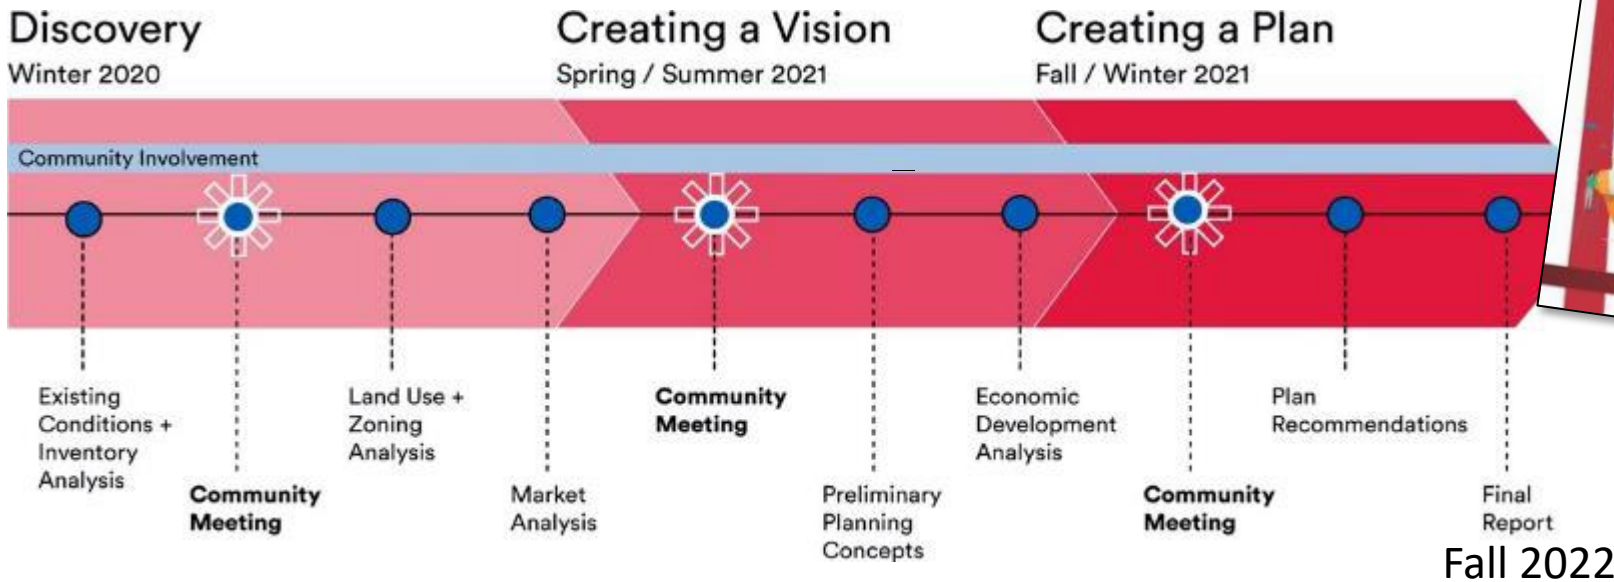 Discovery
Winter 2020
Creating a Vision
Spring / Summer 2021
Creating a Plan
Fall / Winter 2021
Community Involvement
Existing
Conditions +
Inventory
Analysis
Community
Meeting
Land Use +
Zoning
Analysis
Market
Analysis
Community
Meeting
Preliminary
Planning
Concepts
Economic
Development
Analysis
Community
Meeting
Plan
Recommendations
Final
Report
Fall 2022